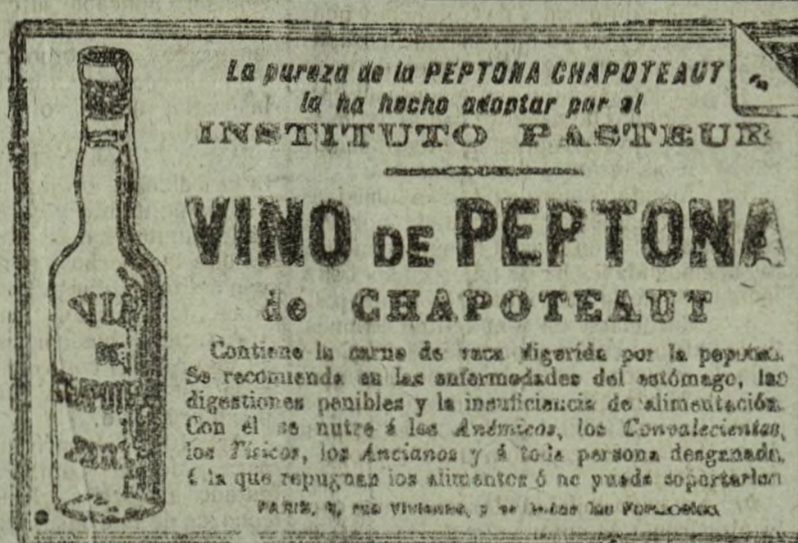 La pureza de la PEPTONA CHAPOTEAUT
la ha hecho adoptar por el
INSTITUTO PASTEUR
VINO DE PEPTONA
de CHAPOTEAUT
Contiene la carne de vaca digerida por la pepsina.
Se recomienda en las enfermedades del estómago, las
digestiones penibles y la insuficiencia de alimentación.
Con él se nutre á los Anémicos, los Convalecientes,
los Tísicos, los Ancianos y á toda persona desganada,
á la que repugnan los alimentos ó no puede soportarlos
PARIS, 8, rue Vivienne, y en todas las Farmacias.